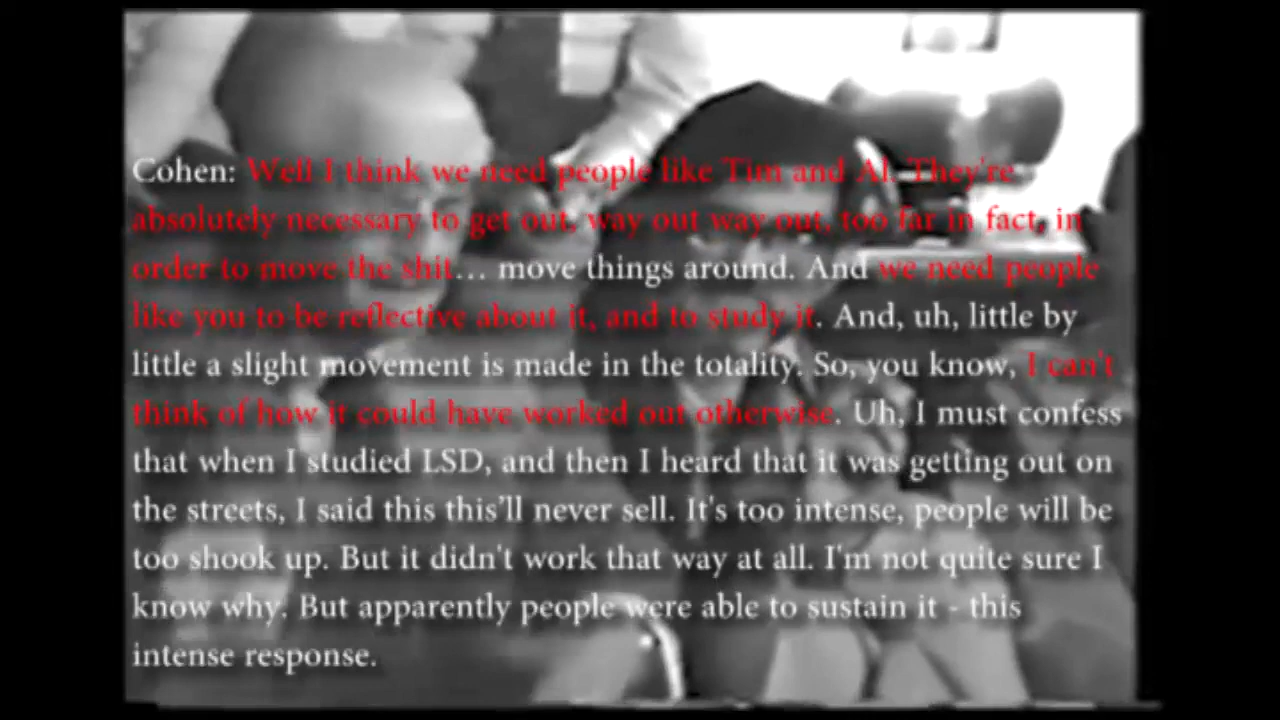 Cohen: Well I think we need people like Tim and Al. They're
absolutely necessary to get out, way out way out, too far in fact, in
order to move the shit... move things around. And we need people
like you to be reflective about it, and to study it. And, uh, little by
little a slight movement is made in the totality. So, you know, I can't
think of how it could have worked out otherwise. Uh, I must confess
that when I studied LSD, and then I heard that it was getting out on
the streets, I said this this'll never sell. It's too intense, people will be
too shook up. But it didn't work that way at all. I'm not quite sure I
know why. But apparently people were able to sustain it - this
intense response.